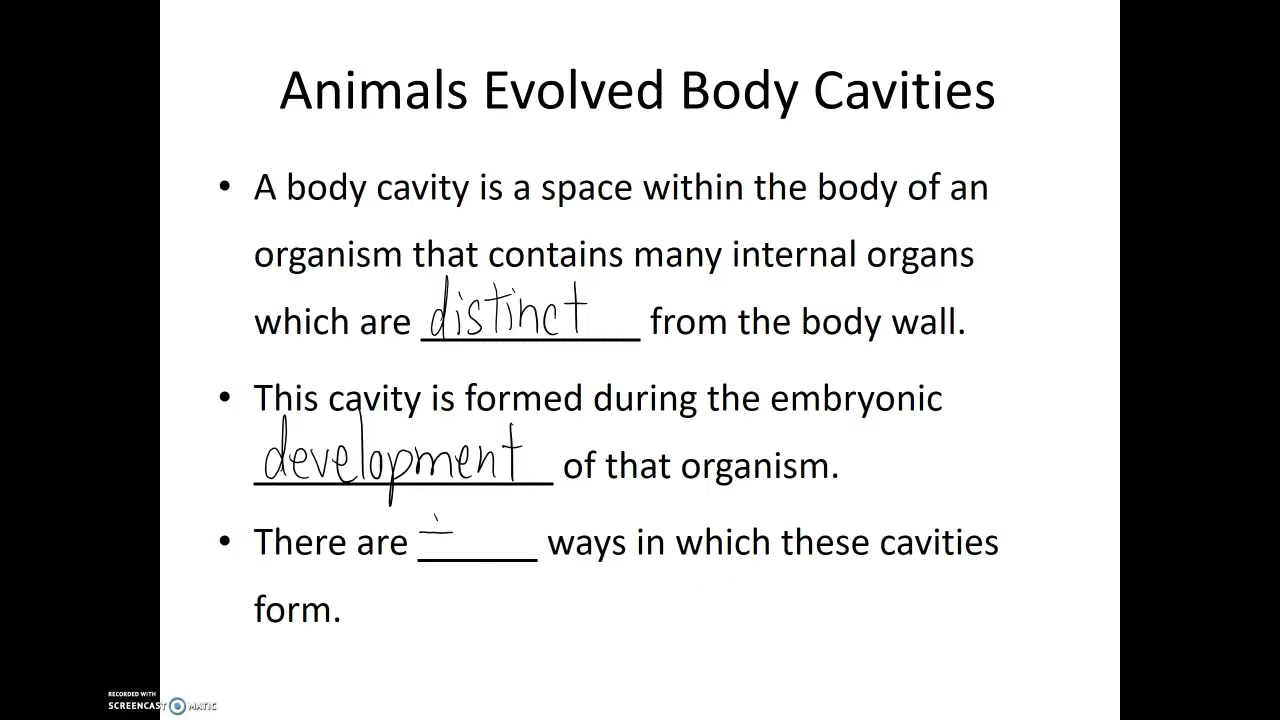 Animals Evolved Body Cavities
• A body cavity is a space within the body of an
organism that contains many internal organs
which are distinct from the body wall.
• This cavity is formed during the embryonic
development of that organism.
• There are ______ ways in which these cavities
form.
RECORDED WITH
SCREENCAST MATIC